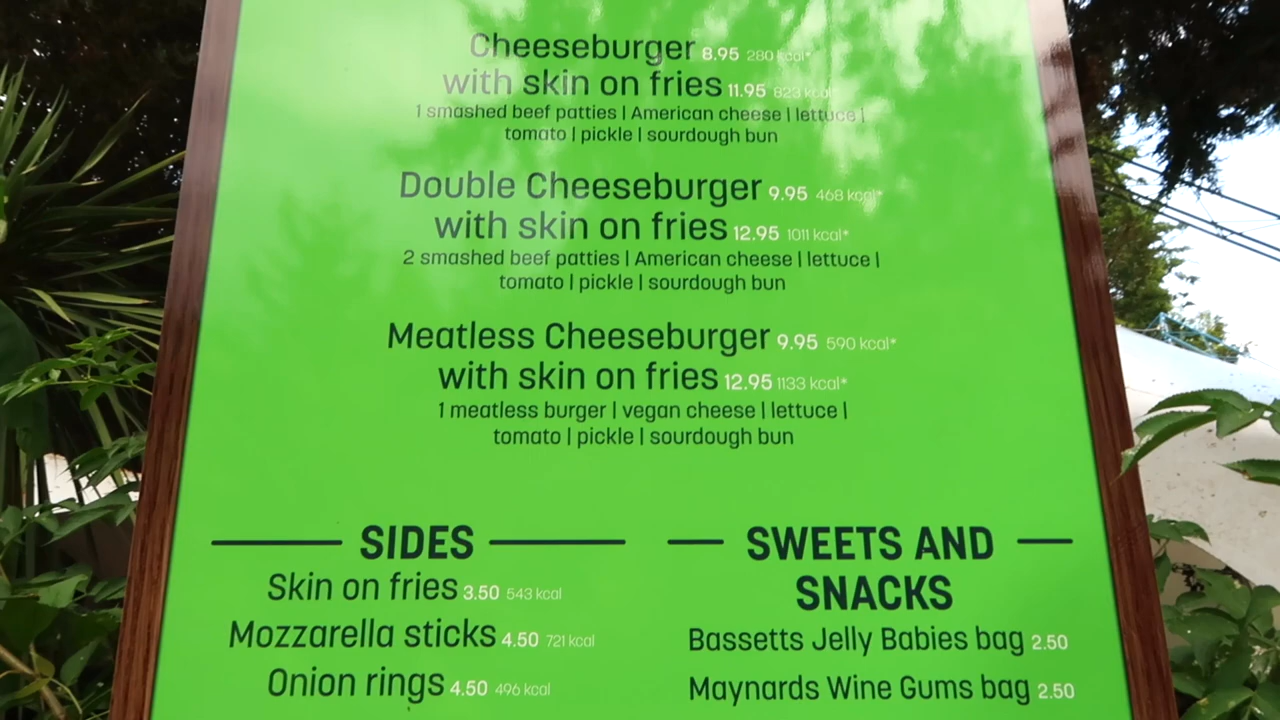 Cheeseburger 8.95 280 kcal*
with skin on fries 11.95 823 kcal*
1 smashed beef patties | American cheese | lettuce |
tomato | pickle | sourdough bun
Double Cheeseburger 9.95 468 kcal*
with skin on fries 12.95 1011 kcal*
2 smashed beef patties | American cheese | lettuce |
tomato | pickle | sourdough bun
Meatless Cheeseburger 9.95 590 kcal*
with skin on fries 12.95 1133 kcal*
1 meatless burger | vegan cheese | lettuce |
tomato | pickle | sourdough bun
SIDES
Skin on fries 3.50 543 kcal
Mozzarella sticks 4.50 721 kcal
Onion rings 4.50 496 kcal
SWEETS AND
SNACKS
Bassetts Jelly Babies bag 2.50
Maynards Wine Gums bag 2.50